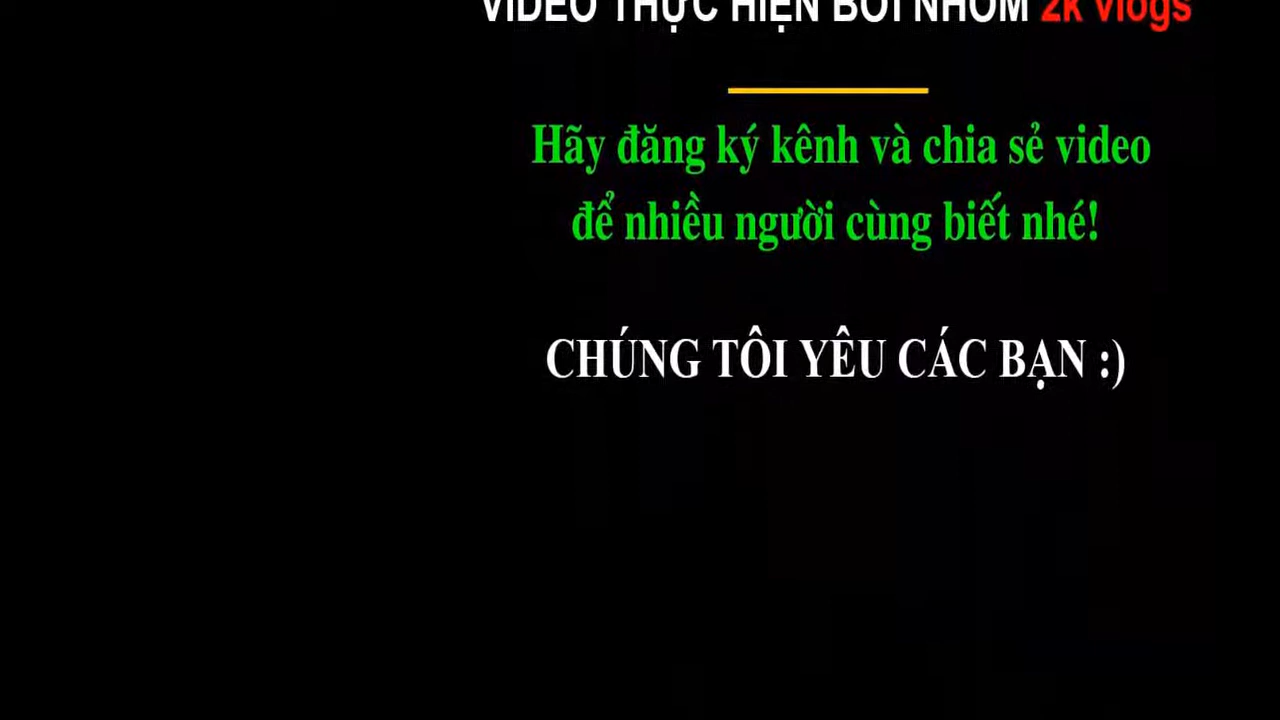 VIDEO THỰC HIỆN BỞI NHÓM 2k vlogs
Hãy đăng ký kênh và chia sẻ video
để nhiều người cùng biết nhé!
CHÚNG TÔI YÊU CÁC BẠN :)